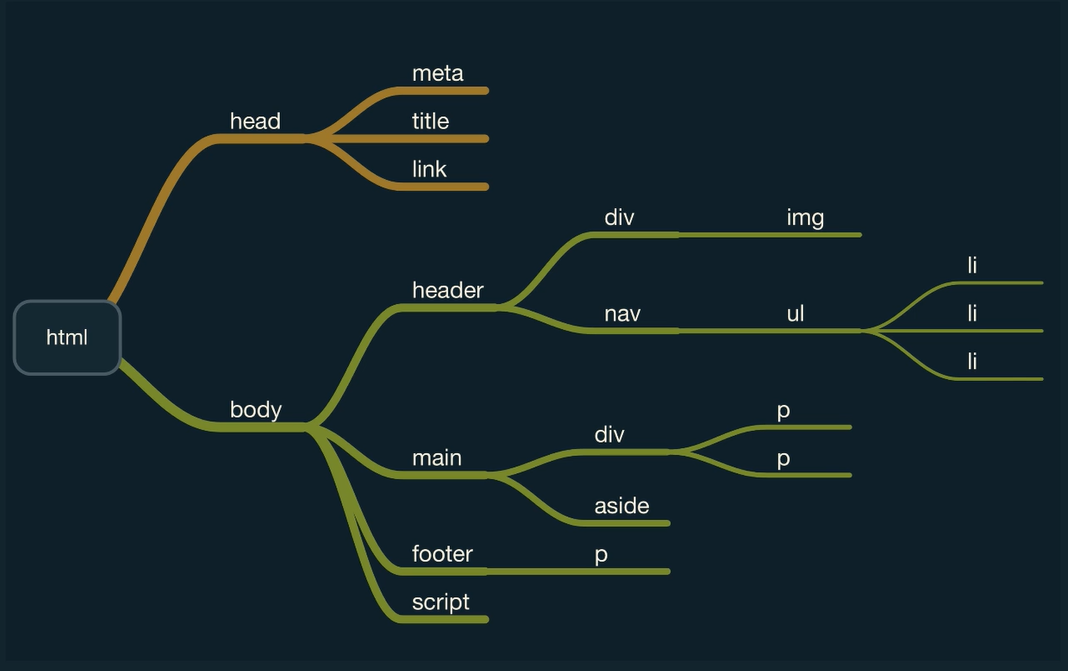 meta
head
title
link
div
img
li
header
nav
ul
li
html
li
body
p
div
main
p
aside
footer
p
script